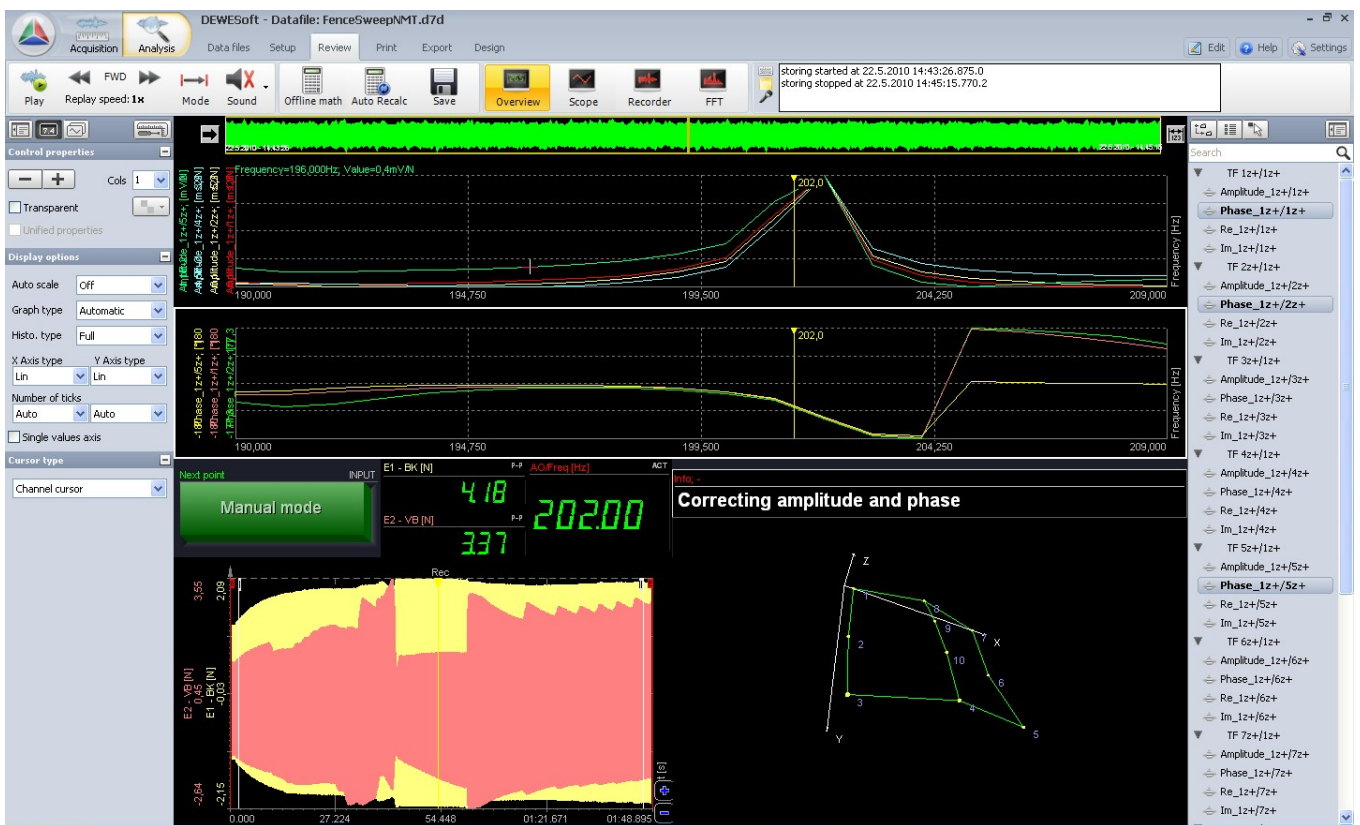 DEWESoft - Datafile: FenceSweepNMT.d7d
Acquisition Analysis Data files Setup Review Print Export Design
Edit Help Settings
Play FWD
Replay speed: 1x
Mode Sound Offline math Auto Recalc Save Overview Scope Recorder FFT
storing started at 22.5.2010 14:43:26.875.0
storing stopped at 22.5.2010 14:45:15.770.2
Control properties
Cols 1
Transparent
Unified properties
Display options
Auto scale Off
Graph type Automatic
Histo. type Full
X Axis type Y Axis type
Lin Lin
Number of ticks
Auto Auto
Single values axis
Cursor type
Channel cursor
Frequency=196,000Hz; Value=0,4mV/N
202,0
190,000 194,750 199,500 204,250 209,000
Frequency [Hz]
202,0
190,000 194,750 199,500 204,250 209,000
Frequency [Hz]
Next point INPUT
Manual mode
E1 - BK [N] P-P
4,18
E2 - VB [N] P-P
3,37
AO/Freq [Hz] ACT
202,00
Info; -
Correcting amplitude and phase
Rec
3,55 2,09
E2 - VB [N] 0,45
E1 - BK [N] -0,03
-2,64 -2,15
0.000 27.224 54.448 01:21.671 01:48.895
t [s]
Z
1
8
9
7
X
2
10
6
3
4
Y
5
Search
TF 1z+/1z+
Amplitude_1z+/1z+
Phase_1z+/1z+
Re_1z+/1z+
Im_1z+/1z+
TF 2z+/1z+
Amplitude_1z+/2z+
Phase_1z+/2z+
Re_1z+/2z+
Im_1z+/2z+
TF 3z+/1z+
Amplitude_1z+/3z+
Phase_1z+/3z+
Re_1z+/3z+
Im_1z+/3z+
TF 4z+/1z+
Amplitude_1z+/4z+
Phase_1z+/4z+
Re_1z+/4z+
Im_1z+/4z+
TF 5z+/1z+
Amplitude_1z+/5z+
Phase_1z+/5z+
Re_1z+/5z+
Im_1z+/5z+
TF 6z+/1z+
Amplitude_1z+/6z+
Phase_1z+/6z+
Re_1z+/6z+
Im_1z+/6z+
TF 7z+/1z+
Amplitude_1z+/7z+
Phase_1z+/7z+
Re_1z+/7z+
Im_1z+/7z+